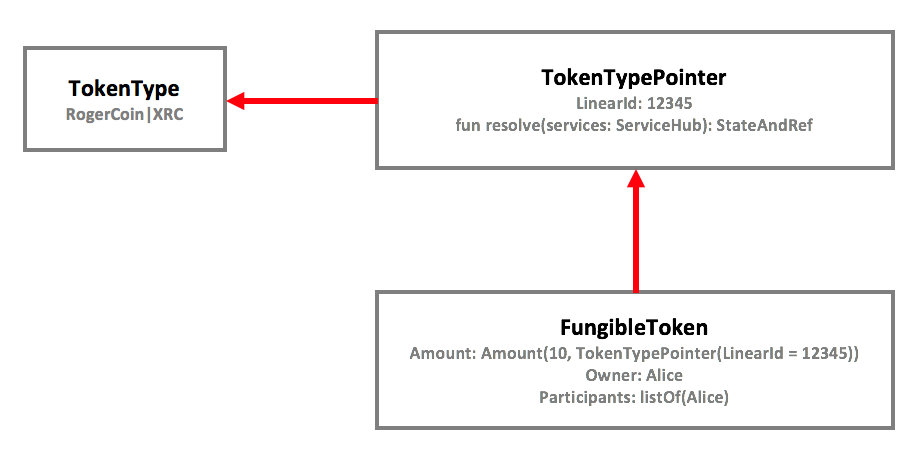 TokenType
RogerCoin|XRC
TokenTypePointer
LinearId: 12345
fun resolve(services: ServiceHub): StateAndRef
FungibleToken
Amount: Amount(10, TokenTypePointer(LinearId = 12345))
Owner: Alice
Participants: listOf(Alice)